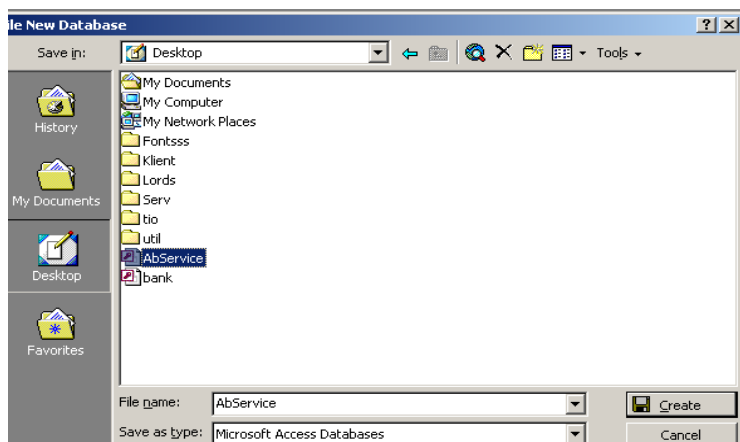 ile New Database
Save in: Desktop Tools
History
My Documents
Desktop
Favorites
My Documents
My Computer
My Network Places
Fontsss
Klient
Lords
Serv
tio
util
AbService
bank
File name: AbService Create
Save as type: Microsoft Access Databases Cancel